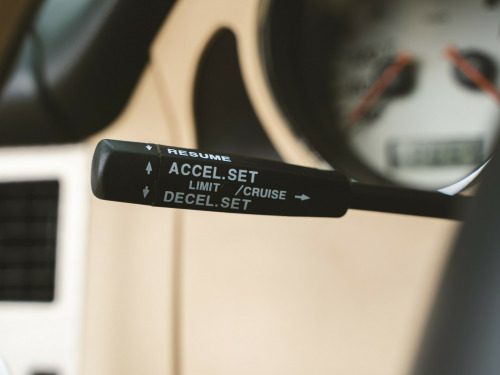 RESUME
ACCEL.SET
LIMIT /CRUISE
DECEL.SET